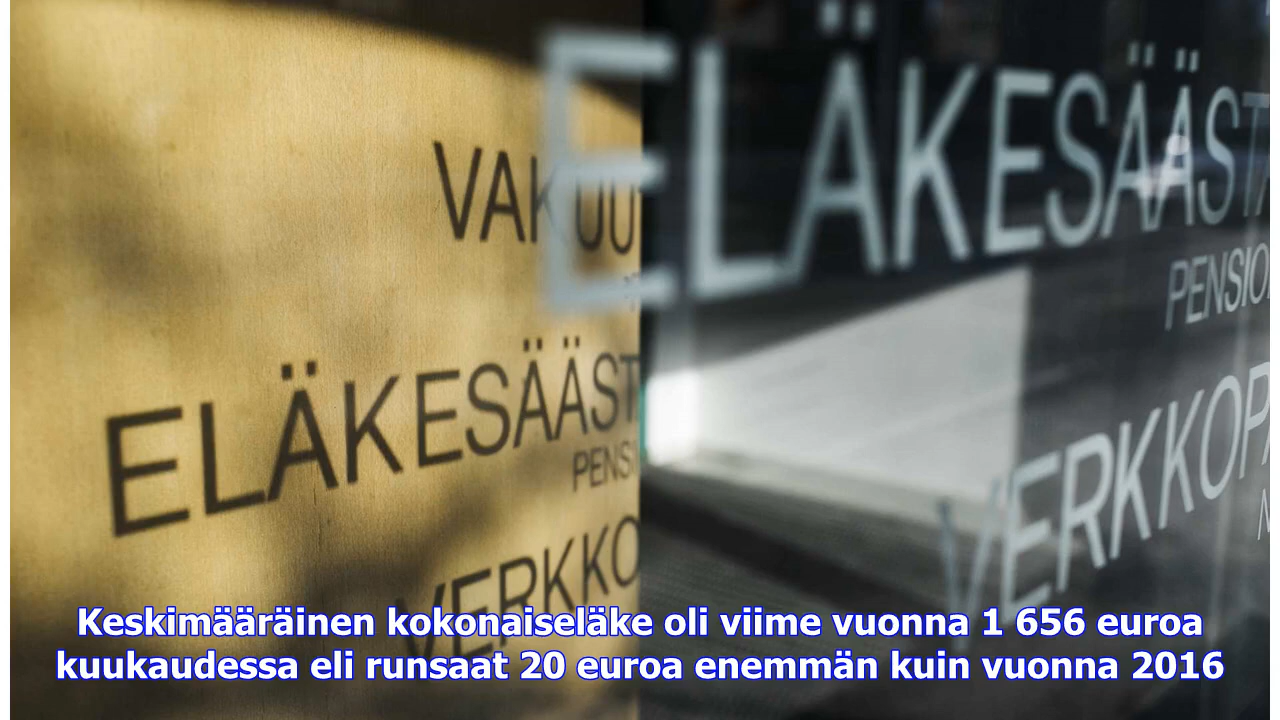 VAKUU
ELÄKESÄÄST
PENSI
VERKKO
ELÄKESÄÄSTÄ
PENSIO
VERKKOPA
N
Keskimääräinen kokonaiseläke oli viime vuonna 1 656 euroa
kuukaudessa eli runsaat 20 euroa enemmän kuin vuonna 2016